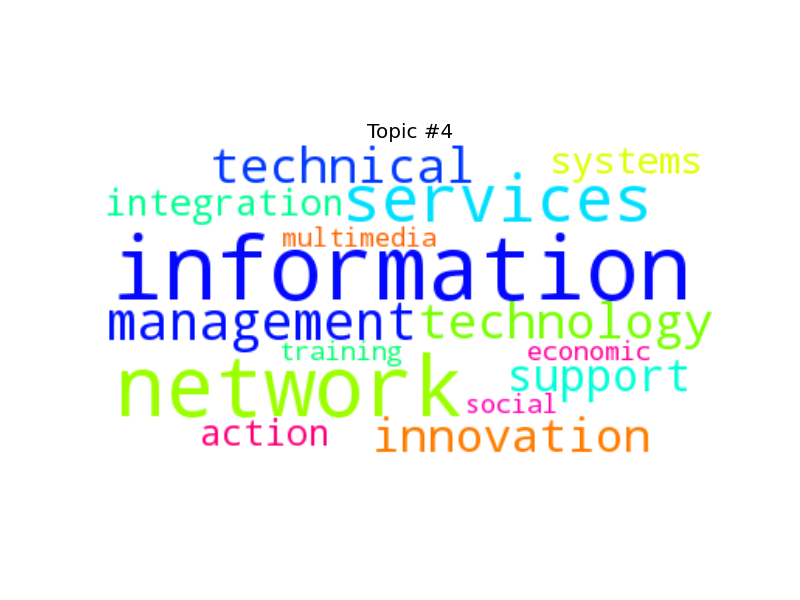 Topic #4
technical systems
integration services
multimedia
information
management technology
training economic
network support
social
action innovation